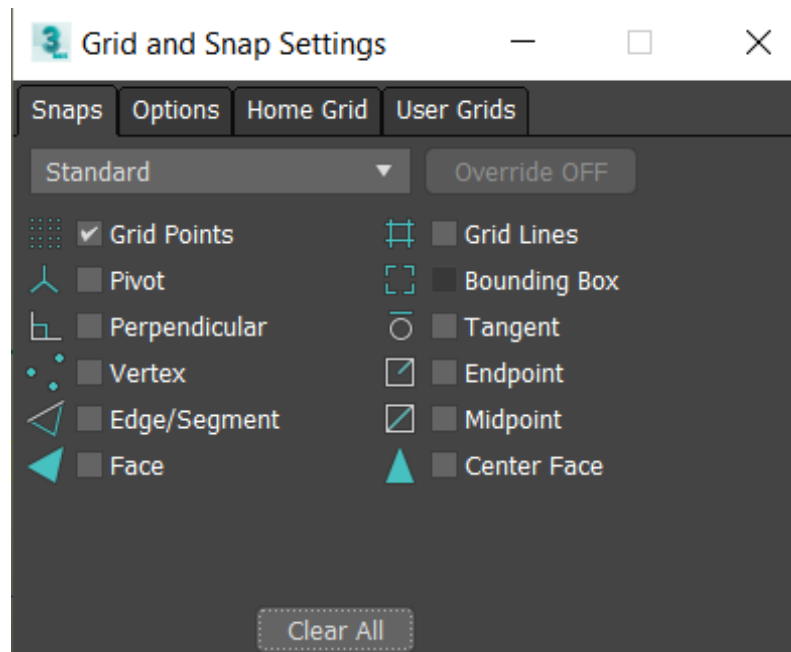 Grid and Snap Settings
Snaps Options Home Grid User Grids
Standard Override OFF
Grid Points Grid Lines
Pivot Bounding Box
Perpendicular Tangent
Vertex Endpoint
Edge/Segment Midpoint
Face Center Face
Clear All